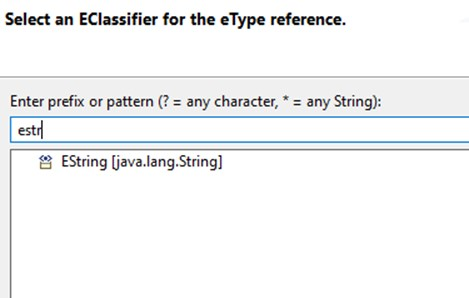 Select an EClassifier for the eType reference.
Enter prefix or pattern (? = any character, * = any String):
estr
EString [java.lang.String]